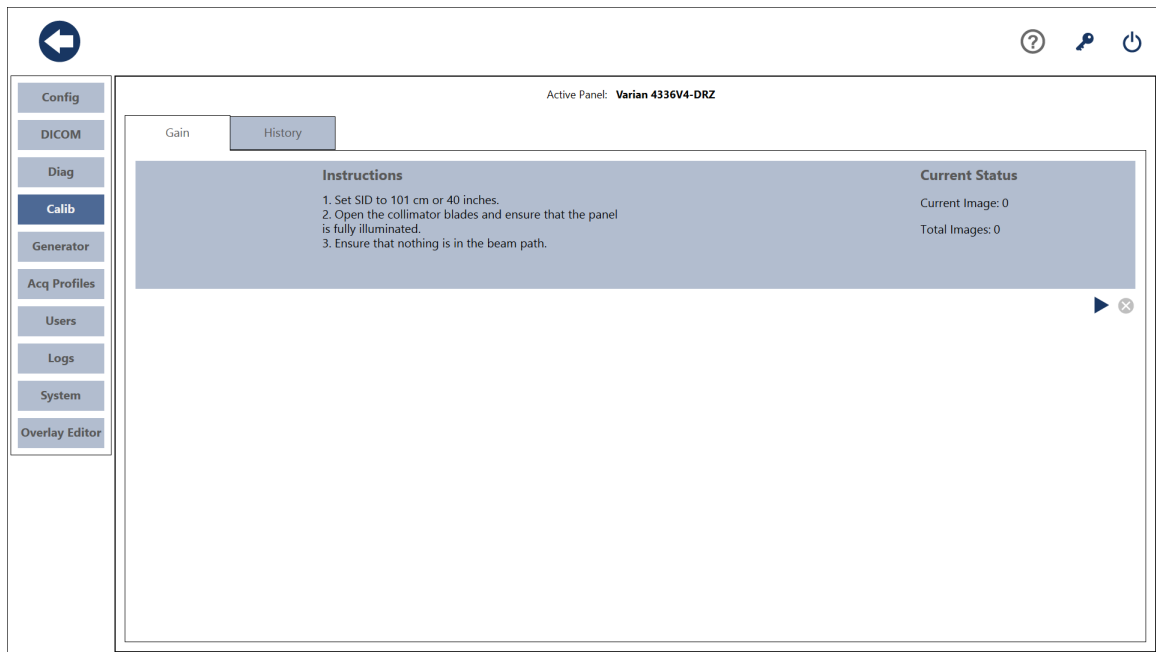 ?
Active Panel: Varian 4336V4-DRZ
Config
DICOM
Diag
Calib
Generator
Acq Profiles
Users
Logs
System
Overlay Editor
Gain
History
Instructions
1. Set SID to 101 cm or 40 inches.
2. Open the collimator blades and ensure that the panel
is fully illuminated.
3. Ensure that nothing is in the beam path.
Current Status
Current Image: 0
Total Images: 0